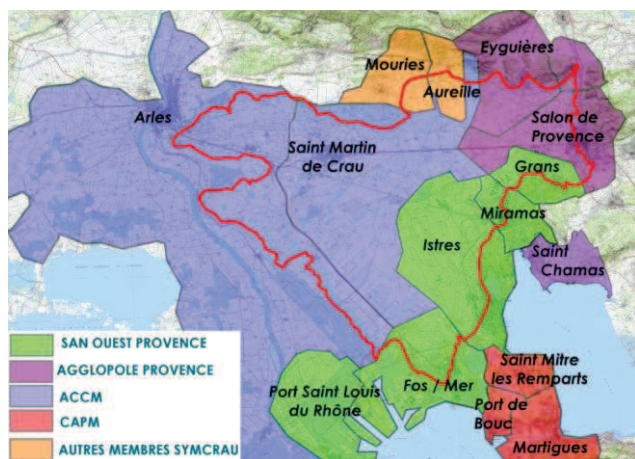 Mouries
Eyguières
Aureille
Arles
Saint Martin
de Crau
Salon de
Provence
Grans
Miramas
Istres
Saint
Chamas
SAN OUEST PROVENCE
AGGLOPOLE PROVENCE
ACCM
CAPM
AUTRES MEMBRES SYMCRAU
Port Saint Louis
du Rhône
Fos / Mer
Saint Mitre
les Remparts
Port de
Bouc
Martigues